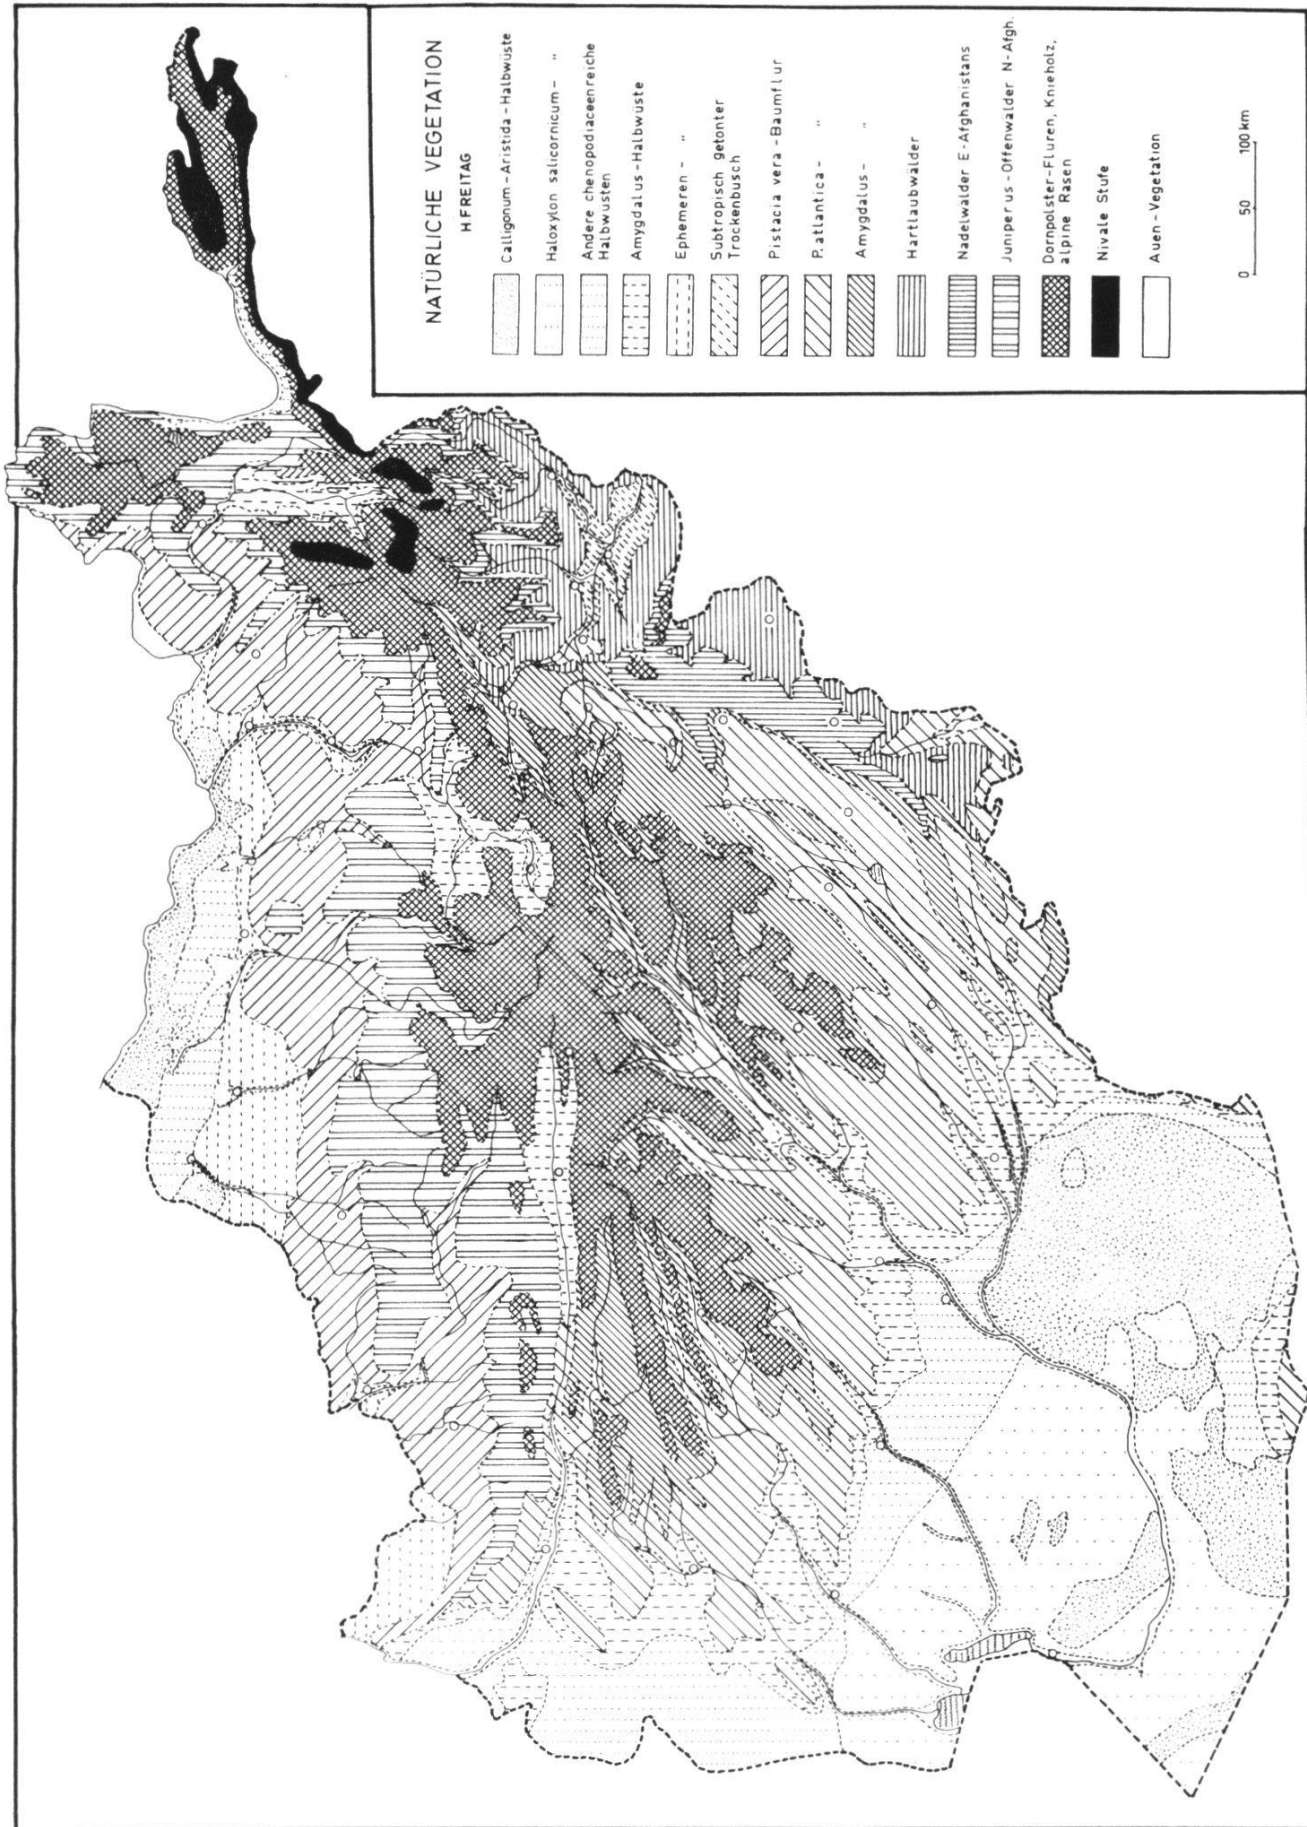 NATÜRLICHE VEGETATION
H.FREITAG
Calligonum-Aristida-Halbwüste
Haloxylon salicornicum- "
Andere chenopodiaceenreiche
Halbwüsten
Amygdalus-Halbwüste
Ephemeren- "
Subtropisch getonter
Trockenbusch
Pistacia vera-Baumflur
P.atlantica- "
Amygdalus- "
Hartlaubwälder
Nadelwälder E-Afghanistans
Juniperus-Offenwälder N-Afgh.
Dornpolster-Fluren, Knieholz,
alpine Rasen
Nivale Stufe
Auen-Vegetation
0 50 100 km